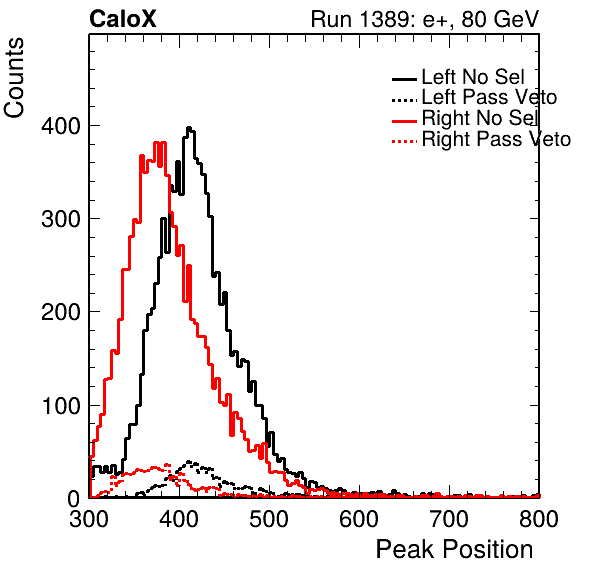 CaloX Run 1389: e+, 80 GeV
Counts
Left No Sel
Left Pass Veto
Right No Sel
Right Pass Veto
400
300
200
100
0
300 400 500 600 700 800
Peak Position